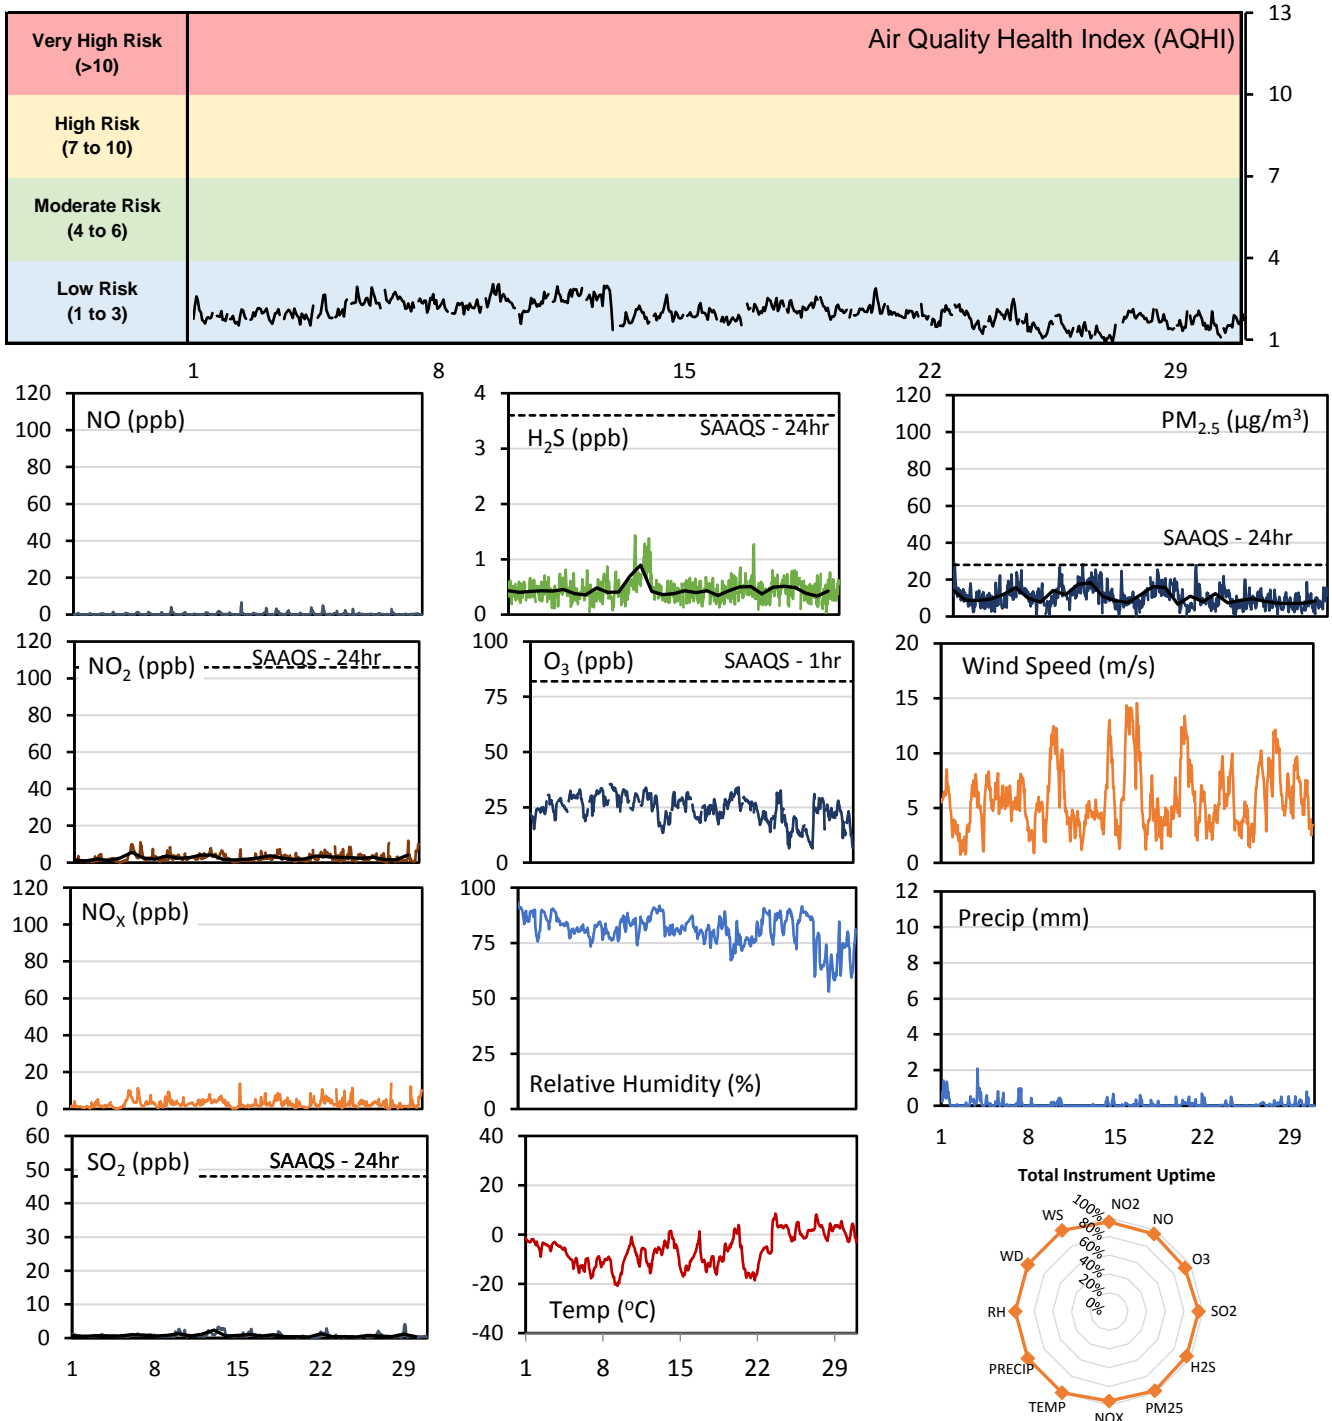 Very High Risk
(>10)
High Risk
(7 to 10)
Moderate Risk
(4 to 6)
Low Risk
(1 to 3)
Air Quality Health Index (AQHI)
13
10
7
4
1
1 8 15 22 29
NO (ppb)
120
100
80
60
40
20
0
H2S (ppb)
SAAQS - 24hr
4
3
2
1
0
PM2.5 (µg/m3)
SAAQS - 24hr
120
100
80
60
40
20
0
NO2 (ppb)
SAAQS - 24hr
120
100
80
60
40
20
0
O3 (ppb)
SAAQS - 1hr
100
75
50
25
0
Wind Speed (m/s)
20
15
10
5
0
NOX (ppb)
120
100
80
60
40
20
0
100
75
50
25
0
Relative Humidity (%)
Precip (mm)
12
10
8
6
4
2
0
1 8 15 22 29
SO2 (ppb)
SAAQS - 24hr
60
50
40
30
20
10
0
1 8 15 22 29
40
20
0
-20
-40
Temp (oC)
1 8 15 22 29
Total Instrument Uptime
100%
80%
60%
40%
20%
0%
NO2
NO
O3
SO2
H2S
PM25
NOX
TEMP
PRECIP
RH
WD
WS